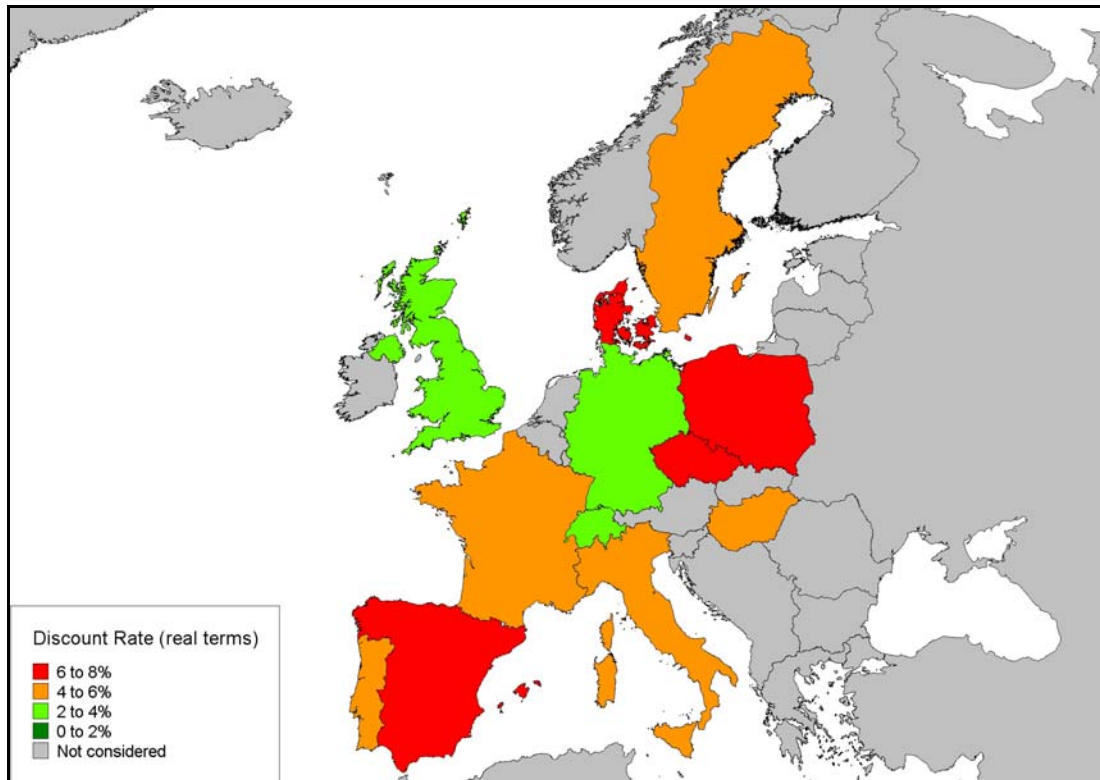 Discount Rate (real terms)
6 to 8%
4 to 6%
2 to 4%
0 to 2%
Not considered